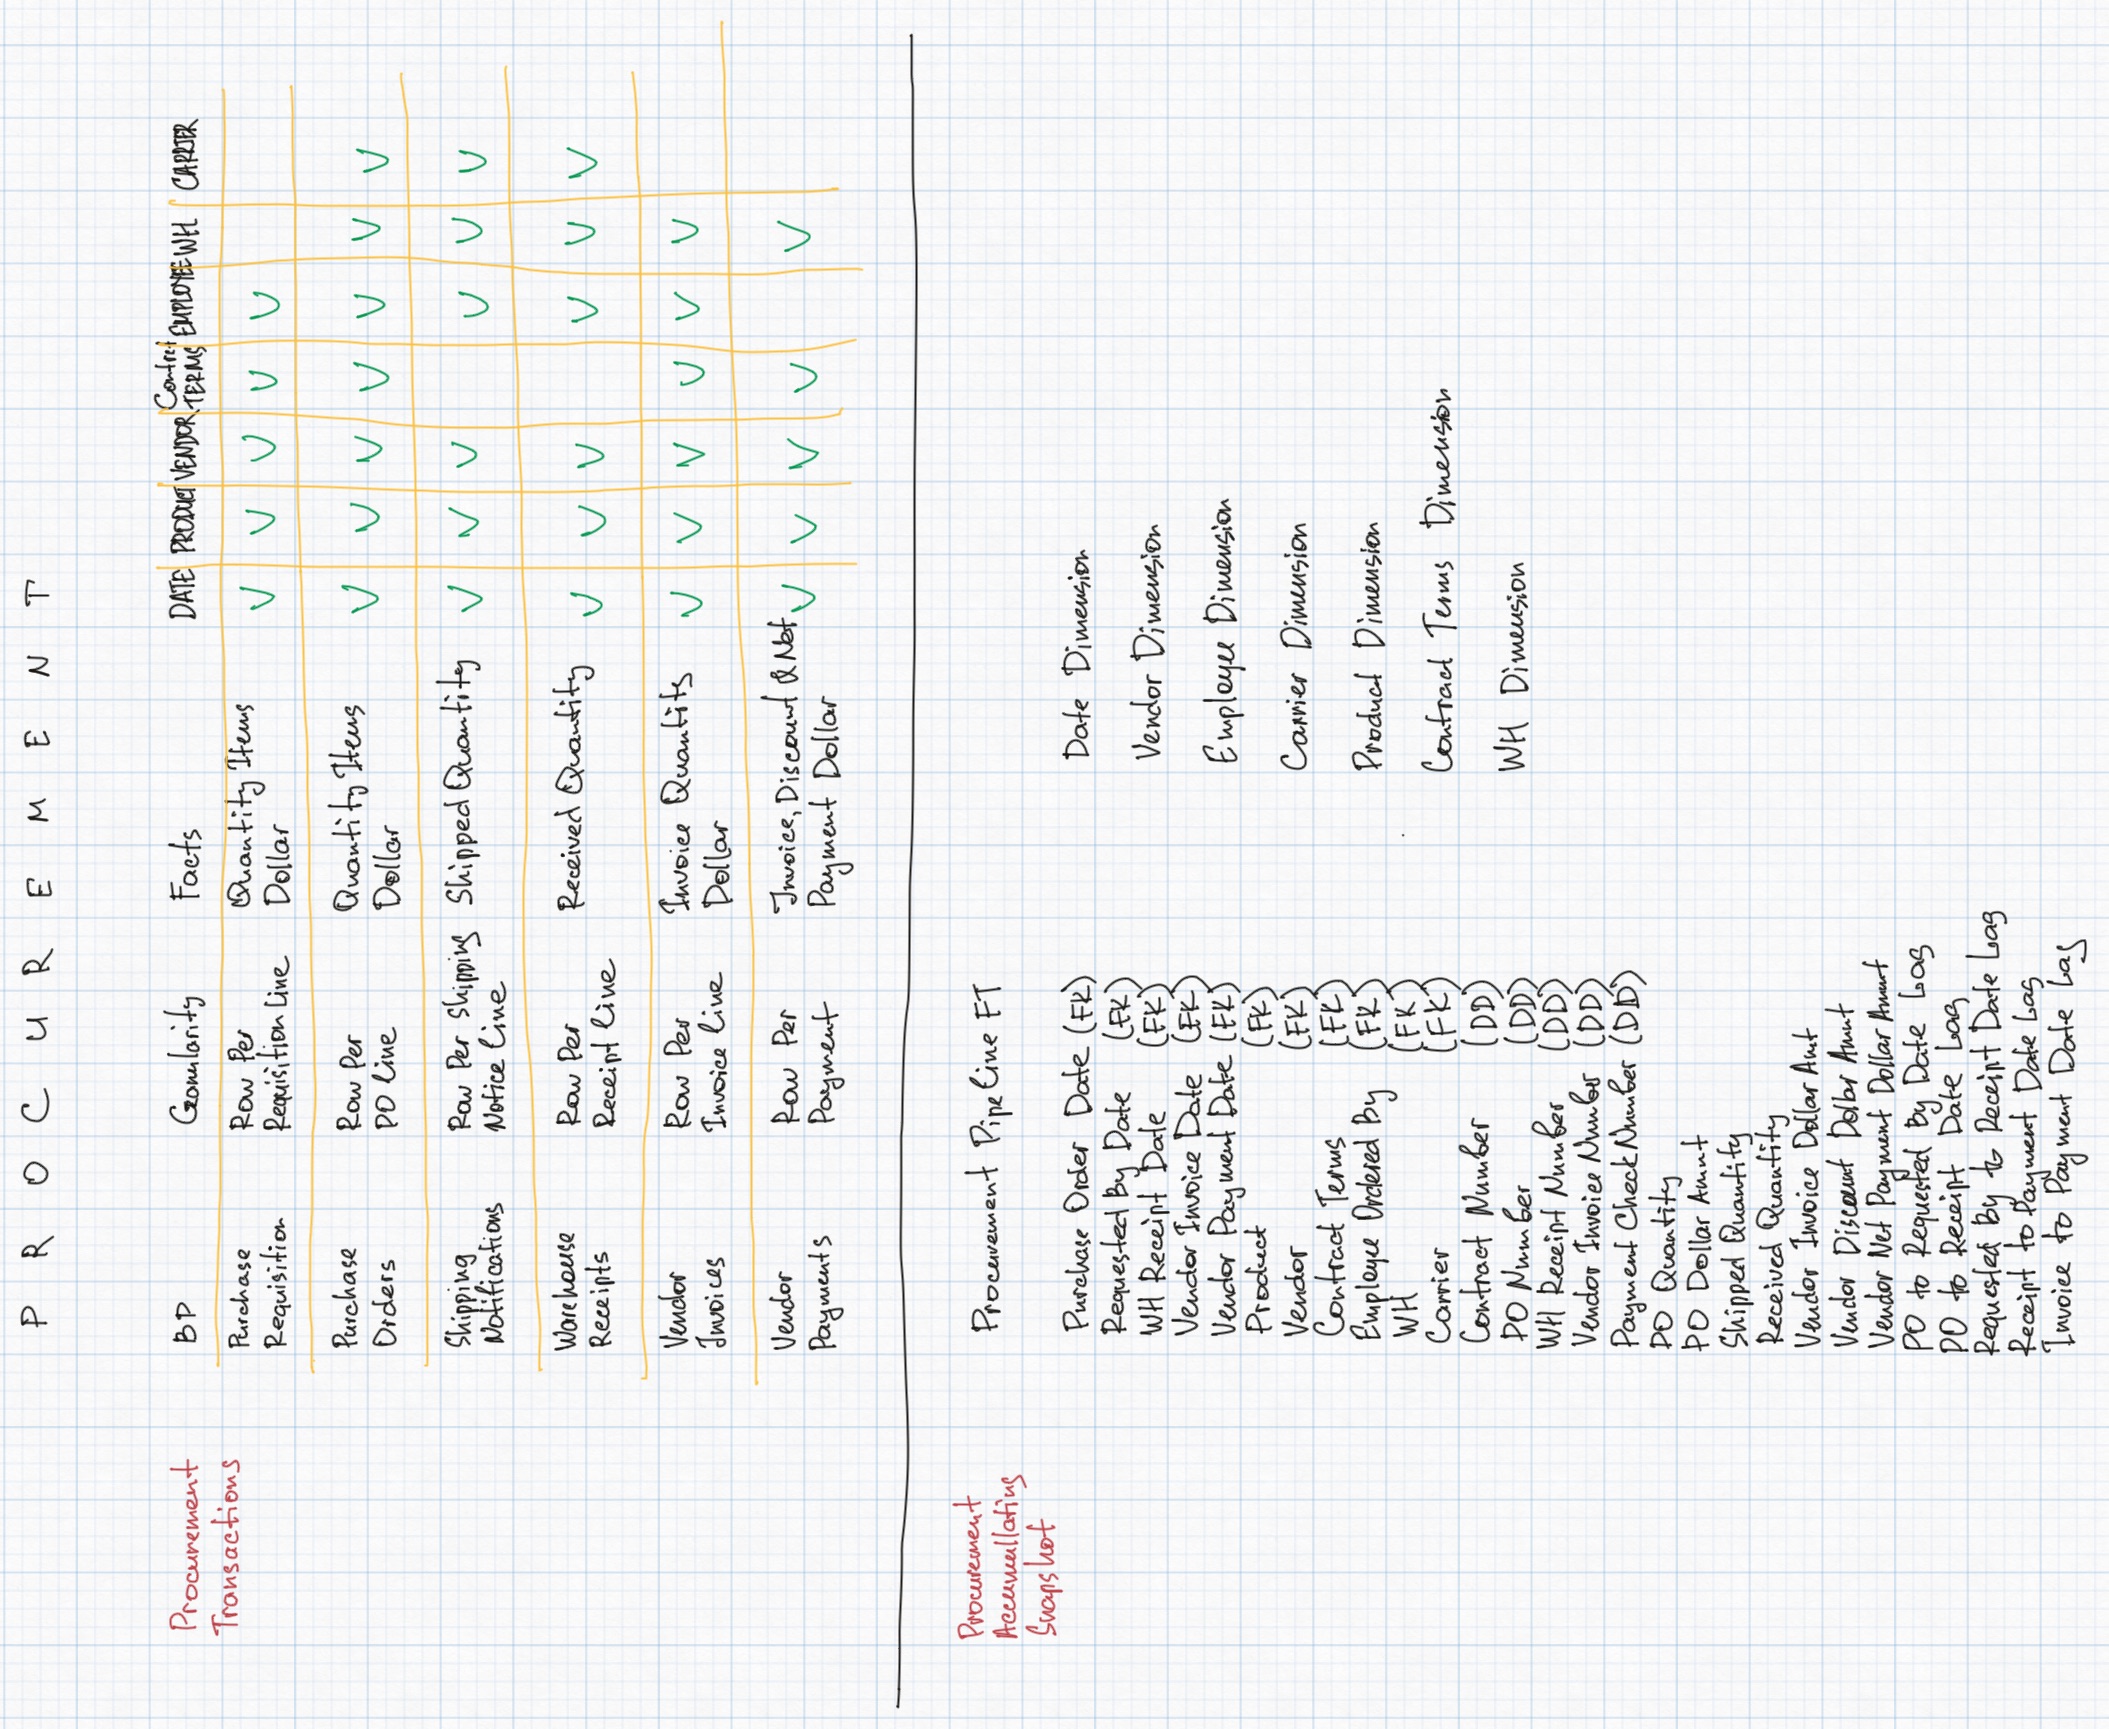 P R O C U R E M E N T
Procurement
Transactions
BP Granularity Facts DATE PRODUCT VENDOR Contract TERMS EMPLOYEE WH CARRIER
Purchase Row Per Quantity Items
Requisition Requisition Line Dollar
V V V V V
Purchase Row Per Quantity Items
Orders PO line Dollar
V V V V V V V
Shipping Row Per Shipping Shipped Quantity
Notifications Notice line
V V V V V V
Warehouse Row Per Received Quantity
Receipts Receipt line
V V V V V V
Vendor Row Per Invoice Quantity
Invoices Invoice line Dollar
V V V V V V
Vendor Row Per Invoice, Discount & Net
Payments Payment Payment Dollar
V V V V V
Procurement
Accumullating
Snapshot
Procurement Pipeline FT
Purchase Order Date (FK) Date Dimension
Requested By Date (FK)
WH Receipt Date (FK) Vendor Dimension
Vendor Invoice Date (FK)
Vendor Payment Date (FK) Employee Dimension
Product (FK)
Vendor (FK) Carrier Dimension
Contract Terms (FK)
Employee Ordered By (FK) Product Dimension
WH (FK)
Carrier (FK) Contract Terms Dimension
Contract Number (DD)
PO Number (DD) WH Dimension
WH Receipt Number (DD)
Vendor Invoice Number (DD)
Payment Check Number (DD)
PO Quantity
PO Dollar Amnt
Shipped Quantity
Received Quantity
Vendor Invoice Dollar Amt
Vendor Discount Dollar Amnt
Vendor Net Payment Dollar Amnt
PO to Requested By Date Lag
PO to Receipt Date Lag
Requested By to Receipt Date Lag
Receipt to Payment Date Lag
Invoice to Payment Date Lag